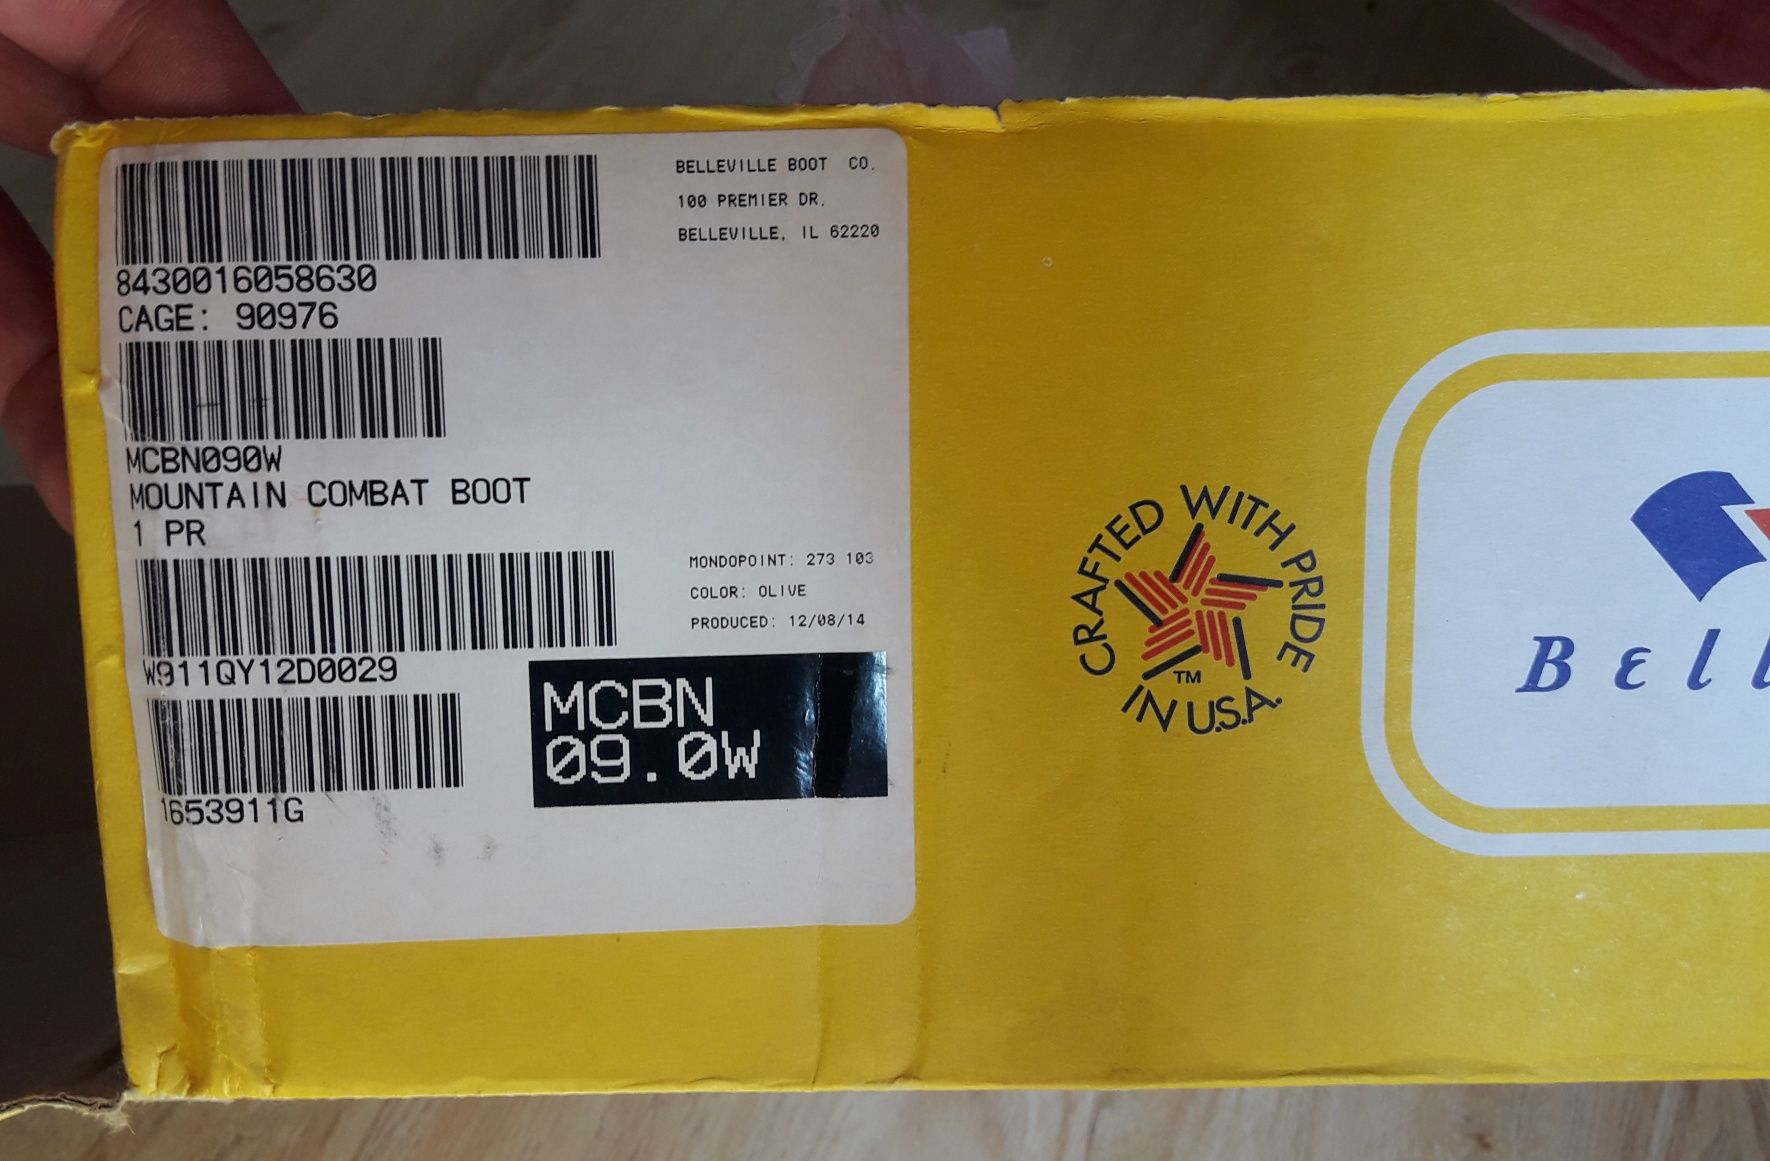 BELLEVILLE BOOT CO.
100 PREMIER DR.
BELLEVILLE, IL 62220
8430016058630
CAGE: 90976
MCBN090W
MOUNTAIN COMBAT BOOT
1 PR
MONDOPOINT: 273 103
COLOR: OLIVE
PRODUCED: 12/08/14
W911QY12D0029
MCBN
09.0W
1653911G
CRAFTED WITH PRIDE
IN U.S.A.
TM
Bell